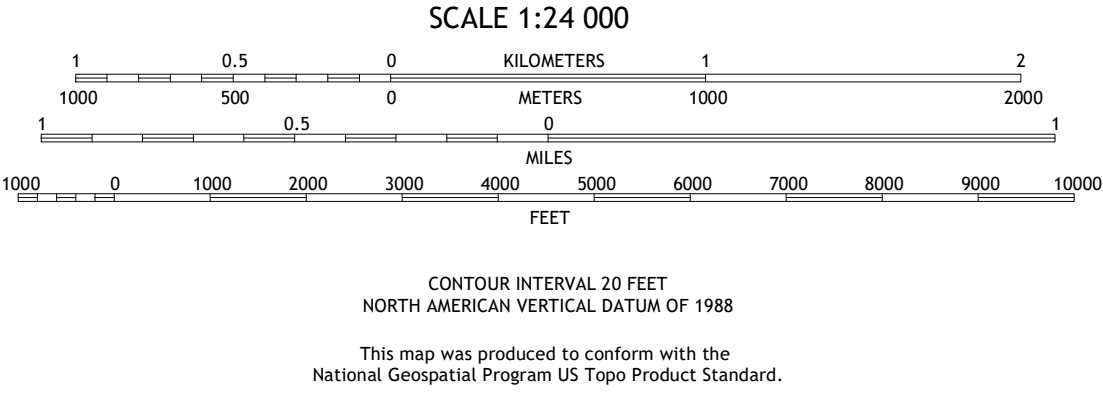 SCALE 1:24 000
1 0.5 0 KILOMETERS 1 2
1000 500 0 METERS 1000 2000
1 0.5 0 1
MILES
1000 0 1000 2000 3000 4000 5000 6000 7000 8000 9000 10000
FEET
CONTOUR INTERVAL 20 FEET
NORTH AMERICAN VERTICAL DATUM OF 1988
This map was produced to conform with the
National Geospatial Program US Topo Product Standard.